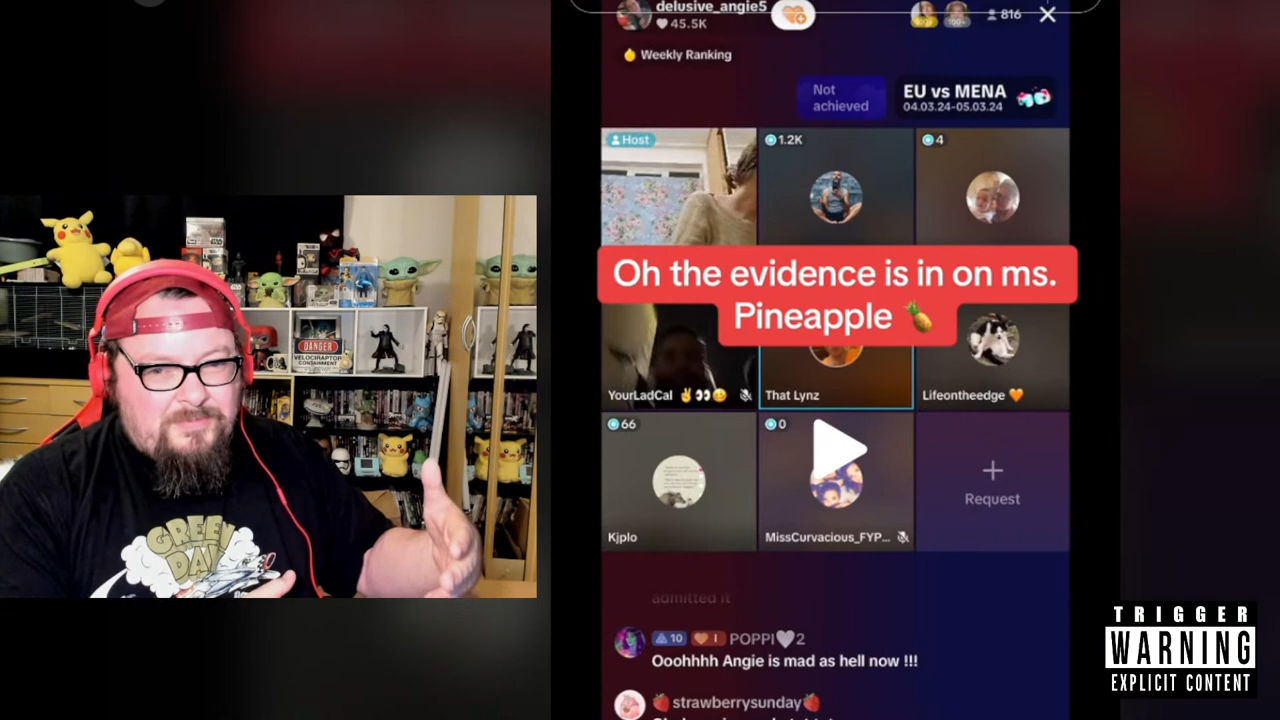 delusive_angie5
45.5K
816
Weekly Ranking
Not
achieved
EU vs MENA
04.03.24-05.03.24
Host
1.2K
4
Oh the evidence is in on ms.
Pineapple 🍍
YourLadCal ✌️👀🥴
That Lynz
Lifeontheedge 🧡
66
0
Kjplo
MissCurvacious_FYP...
Request
admitted it
10
I
POPPI🤍2
Ooohhhh Angie is mad as hell now !!!
🍓strawberrysunday🍓
DANGER
VELOCIRAPTOR
CONTAINMENT
GREEN
DAY
TRIGGER
WARNING
EXPLICIT CONTENT